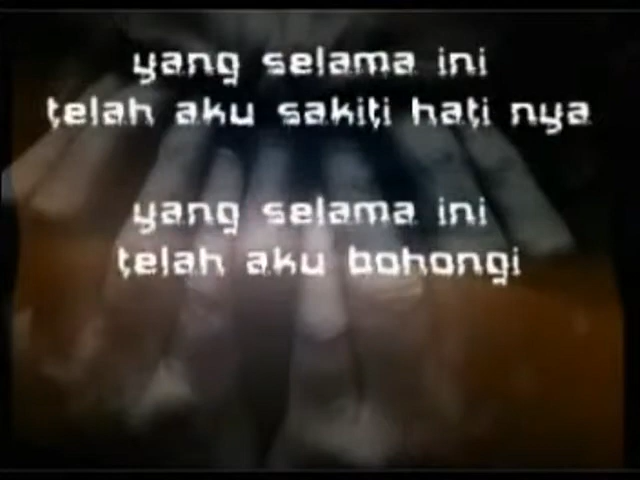 yang selama ini
telah aku sakiti hati nya
yang selama ini
telah aku bohongi